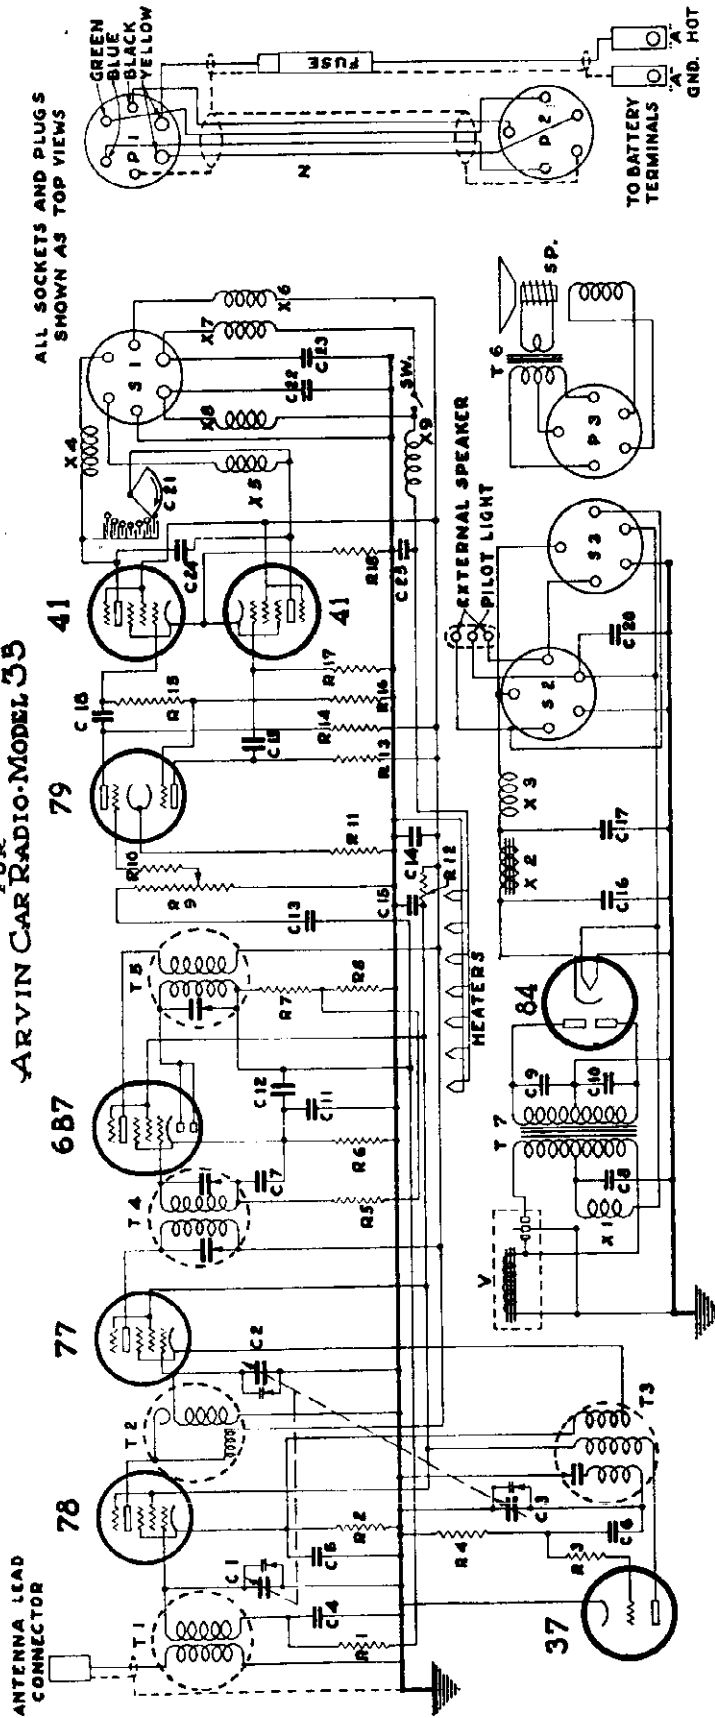 FOR
ARVIN CAR RADIO-MODEL 35
ANTENNA LEAD
CONNECTOR
78
77
6B7
79
41
41
37
84
T1
T2
T3
T4
T5
T6
T7
C1
C2
C3
C4
C6
C6
C7
C8
C9
C10
C11
C12
C13
C14
C15
C16
C17
C18
C19
C20
C21
C22
C23
C24
C25
R1
R2
R3
R4
R5
R6
R7
R8
R9
R10
R11
R12
R13
R14
R15
R16
R17
R18
X1
X2
X3
X4
X5
X6
X7
X8
X9
V
SW.
HEATERS
S1
S2
S3
P1
P2
P3
N
SP.
EXTERNAL SPEAKER
PILOT LIGHT
ALL SOCKETS AND PLUGS
SHOWN AS TOP VIEWS
GREEN
BLUE
BLACK
YELLOW
FUSE
TO BATTERY
TERMINALS
"A"
GND.
"A"
HOT